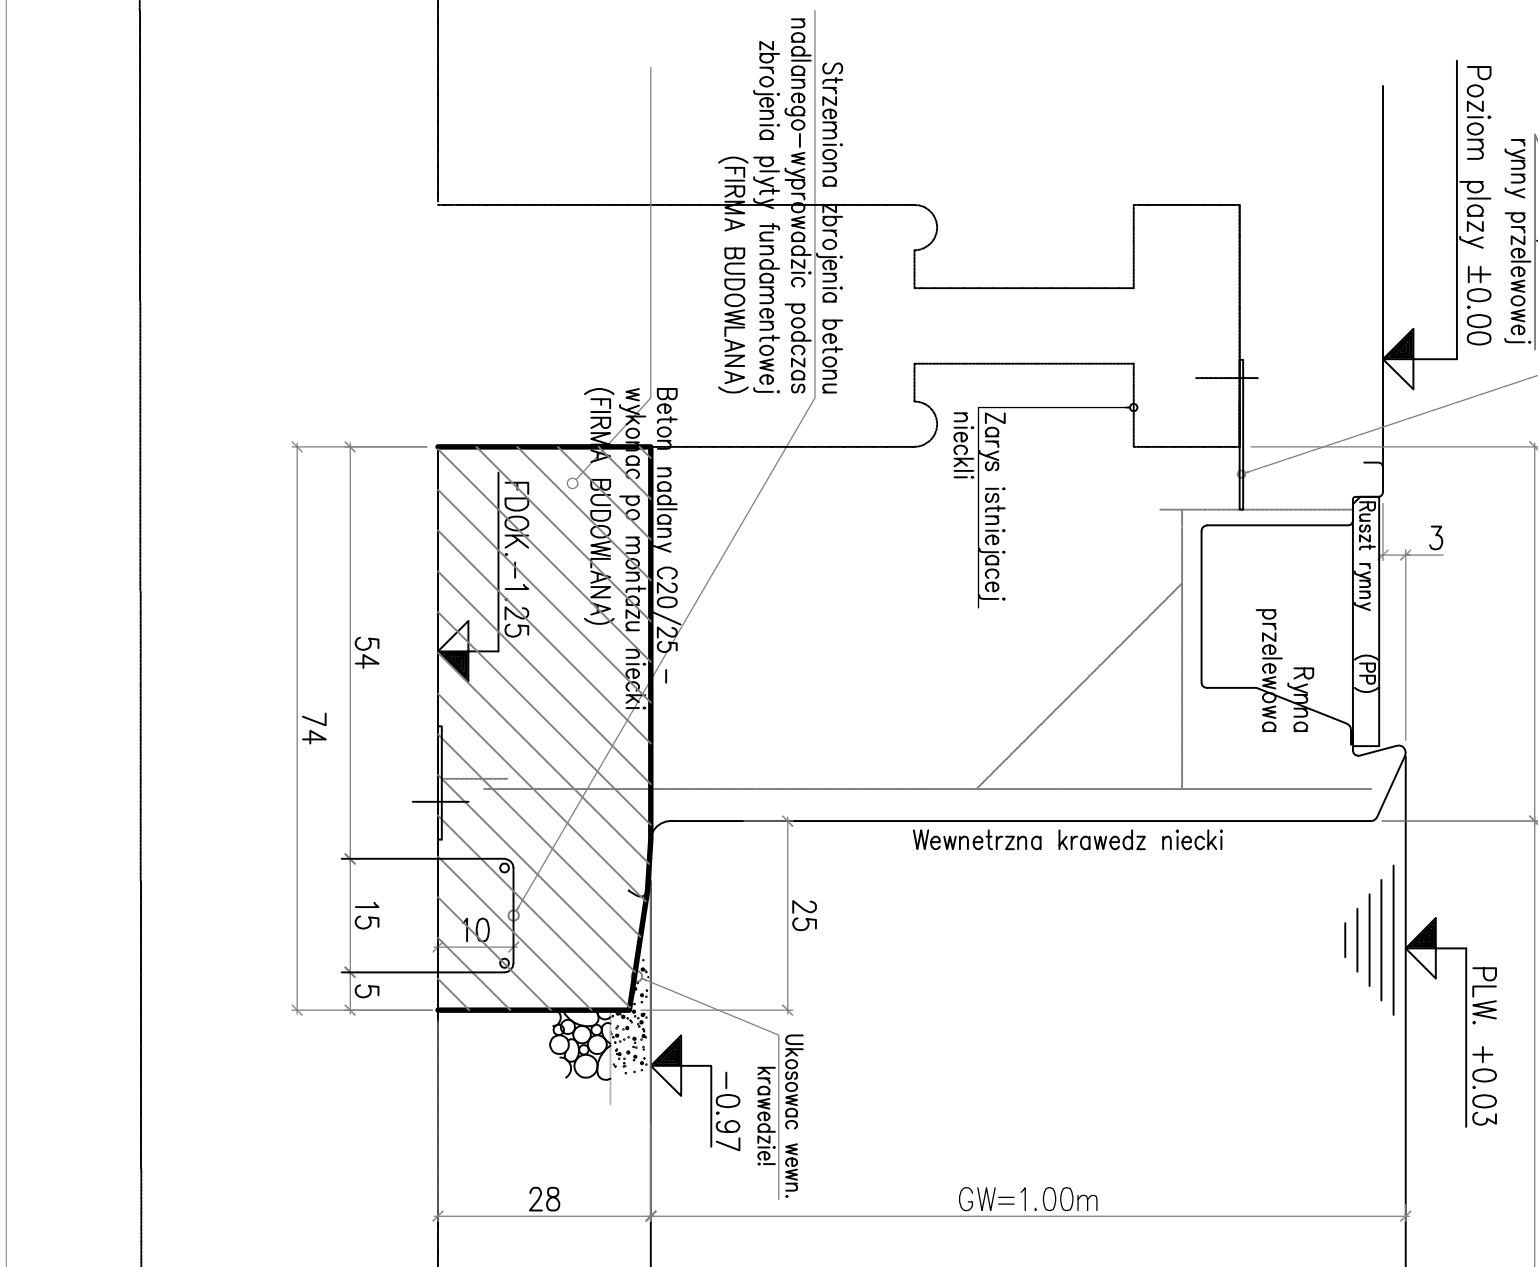 rynny przelewowej
Poziom plazy ±0.00
Strzemiona zbrojenia betonu
nadlanego-wyprowadzic podczas
zbrojenia plyty fundamentowej
(FIRMA BUDOWLANA)
Beton nadlany C20/25 -
wykonac po montazu niecki
(FIRMA BUDOWLANA)
Zarys istniejacej
nieckli
Ruszt rynny (PP)
3
Rynna
przelewowa
FDOK.-1.25
54
74
15
5
10
25
Wewnetrzna krawedz niecki
PLW. +0.03
Ukosowac wewn.
krawedzie!
-0.97
28
GW=1.00m